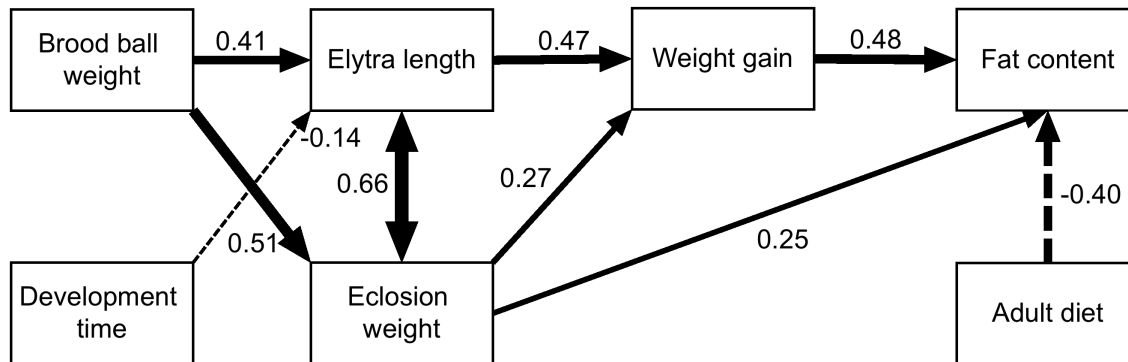 Brood ball
weight
0.41
Elytra length
0.47
Weight gain
0.48
Fat content
-0.14
0.66
0.27
-0.40
0.51
0.25
Development
time
Eclosion
weight
Adult diet